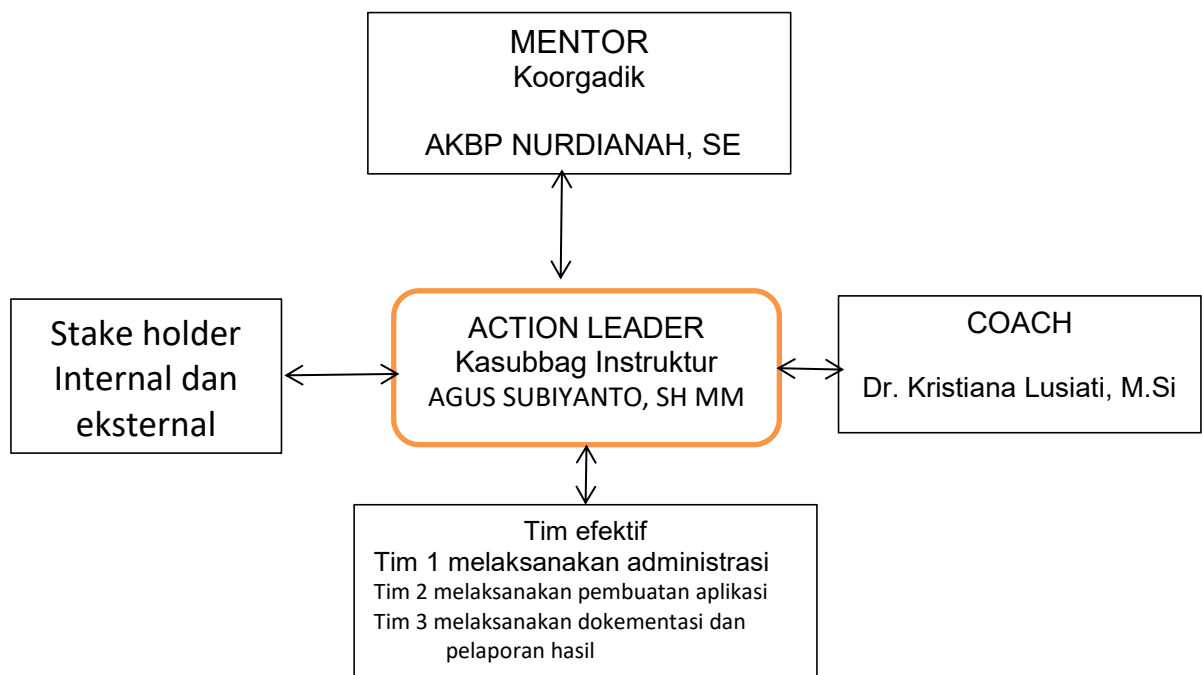 MENTOR
Koorgadik
AKBP NURDIANAH, SE
Stake holder
Internal dan
eksternal
ACTION LEADER
Kasubbag Instruktur
AGUS SUBIYANTO, SH MM
COACH
Dr. Kristiana Lusiati, M.Si
Tim efektif
Tim 1 melaksanakan administrasi
Tim 2 melaksanakan pembuatan aplikasi
Tim 3 melaksanakan dokementasi dan
pelaporan hasil